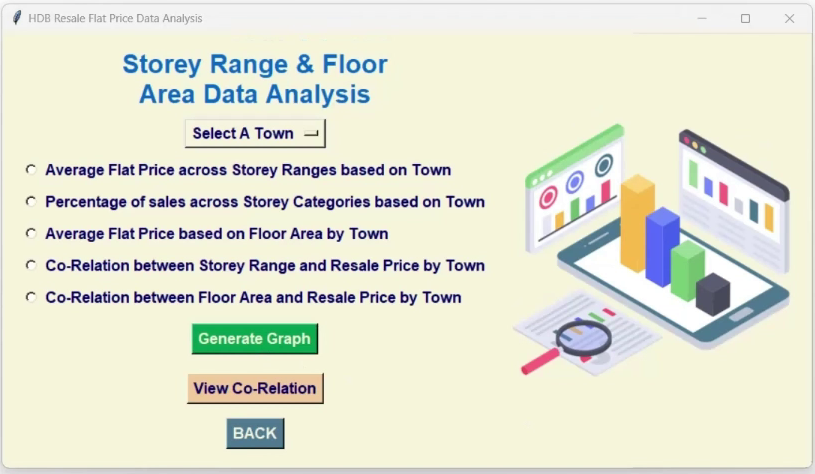 HDB Resale Flat Price Data Analysis
Storey Range & Floor
Area Data Analysis
Select A Town
Average Flat Price across Storey Ranges based on Town
Percentage of sales across Storey Categories based on Town
Average Flat Price based on Floor Area by Town
Co-Relation between Storey Range and Resale Price by Town
Co-Relation between Floor Area and Resale Price by Town
Generate Graph
View Co-Relation
BACK